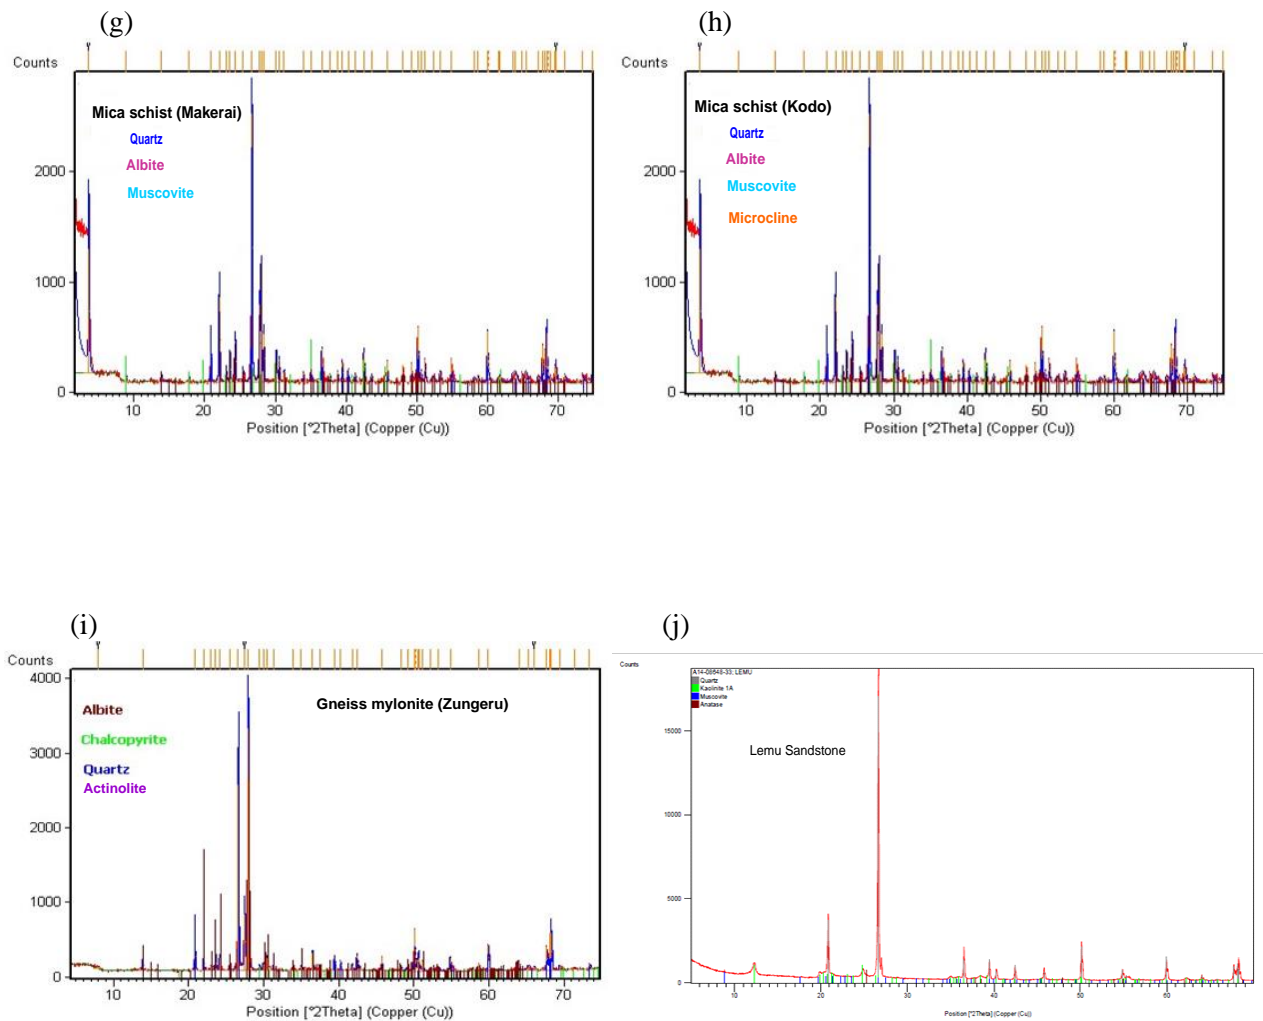 (g)
Counts
Mica schist (Makerai)
Quartz
Albite
Muscovite
2000
1000
0
10 20 30 40 50 60 70
Position [°2Theta] (Copper (Cu))
(h)
Counts
Mica schist (Kodo)
Quartz
Albite
Muscovite
Microcline
2000
1000
0
10 20 30 40 50 60 70
Position [°2Theta] (Copper (Cu))
(i)
Counts
4000
Gneiss mylonite (Zungeru)
Albite
Chalcopyrite
3000
Quartz
Actinolite
2000
1000
0
10 20 30 40 50 60 70
Position [°2Theta] (Copper (Cu))
(j)
Counts
A14-08648-33; LEMU
Quartz
Kaolinite 1A
Muscovite
Anatase
15000
Lemu Sandstone
10000
5000
0
10 20 30 40 50 60
Position [°2Theta] (Copper (Cu))